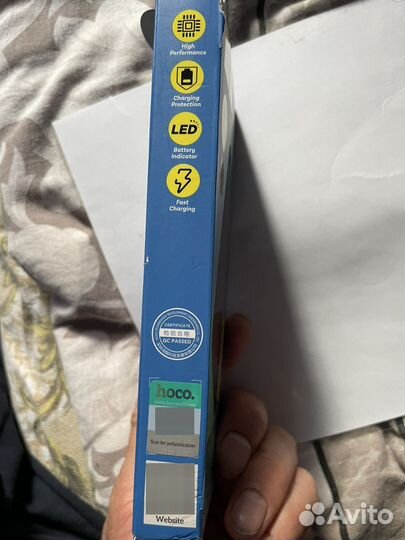 High
Performance
Charging
Protection
LED
Battery
Indicator
Fast
Charging
CERTIFICATE
检验合格
QC PASSED
hoco.
Scan for authentication
Website
Avito